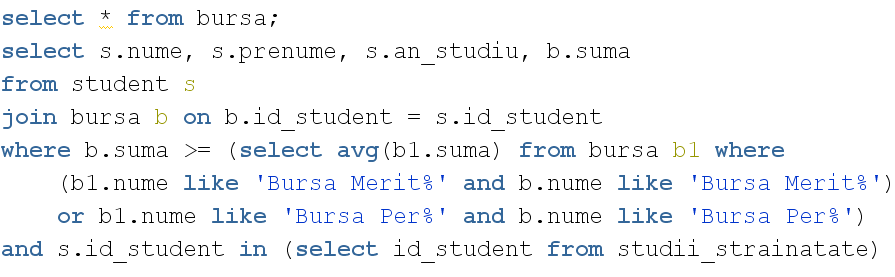 select * from bursa;
select s.nume, s.prenume, s.an_studiu, b.suma
from student s
join bursa b on b.id_student = s.id_student
where b.suma >= (select avg(b1.suma) from bursa b1 where
    (b1.nume like 'Bursa Merit%' and b.nume like 'Bursa Merit%')
    or b1.nume like 'Bursa Per%' and b.nume like 'Bursa Per%')
and s.id_student in (select id_student from studii_strainatate)